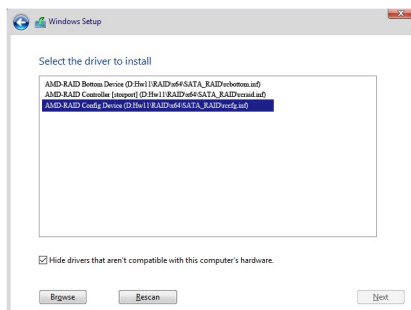 Windows Setup
Select the driver to install
AMD-RAID Bottom Device (D:Hw11\RAID\x64\SATA_RAID\rcbottom.inf)
AMD-RAID Controller [storport] (D:Hw11\RAID\x64\SATA_RAID\rcraid.inf)
AMD-RAID Config Device (D:Hw11\RAID\x64\SATA_RAID\rccfg.inf)
Hide drivers that aren't compatible with this computer's hardware.
Browse Rescan Next